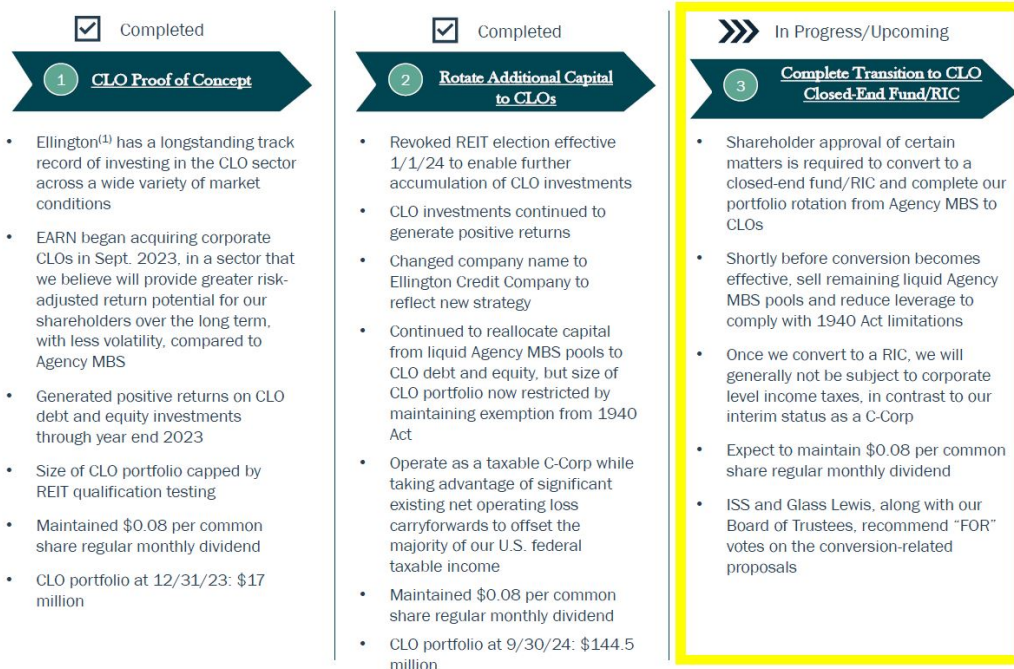 Completed
1 CLO Proof of Concept
• Ellington(1) has a longstanding track
record of investing in the CLO sector
across a wide variety of market
conditions
• EARN began acquiring corporate
CLOs in Sept. 2023, in a sector that
we believe will provide greater risk-
adjusted return potential for our
shareholders over the long term,
with less volatility, compared to
Agency MBS
• Generated positive returns on CLO
debt and equity investments
through year end 2023
• Size of CLO portfolio capped by
REIT qualification testing
• Maintained $0.08 per common
share regular monthly dividend
• CLO portfolio at 12/31/23: $17
million
Completed
2 Rotate Additional Capital
to CLOs
• Revoked REIT election effective
1/1/24 to enable further
accumulation of CLO investments
• CLO investments continued to
generate positive returns
• Changed company name to
Ellington Credit Company to
reflect new strategy
• Continued to reallocate capital
from liquid Agency MBS pools to
CLO debt and equity, but size of
CLO portfolio now restricted by
maintaining exemption from 1940
Act
• Operate as a taxable C-Corp while
taking advantage of significant
existing net operating loss
carryforwards to offset the
majority of our U.S. federal
taxable income
• Maintained $0.08 per common
share regular monthly dividend
• CLO portfolio at 9/30/24: $144.5
million
In Progress/Upcoming
3 Complete Transition to CLO
Closed-End Fund/RIC
• Shareholder approval of certain
matters is required to convert to a
closed-end fund/RIC and complete our
portfolio rotation from Agency MBS to
CLOs
• Shortly before conversion becomes
effective, sell remaining liquid Agency
MBS pools and reduce leverage to
comply with 1940 Act limitations
• Once we convert to a RIC, we will
generally not be subject to corporate
level income taxes, in contrast to our
interim status as a C-Corp
• Expect to maintain $0.08 per common
share regular monthly dividend
• ISS and Glass Lewis, along with our
Board of Trustees, recommend “FOR”
votes on the conversion-related
proposals